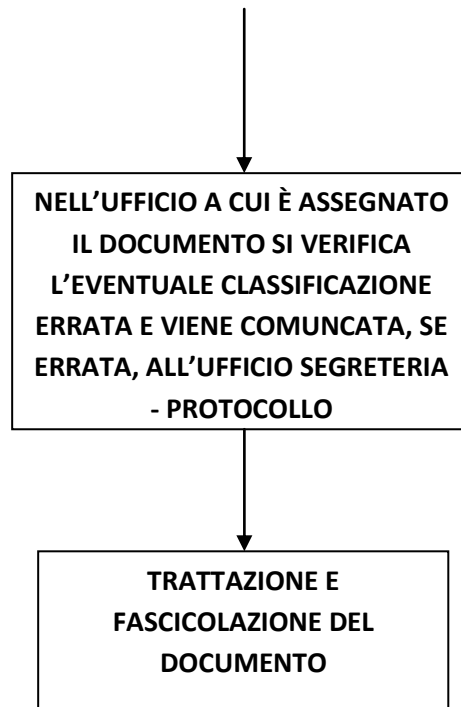 NELL’UFFICIO A CUI È ASSEGNATO
IL DOCUMENTO SI VERIFICA
L’EVENTUALE CLASSIFICAZIONE
ERRATA E VIENE COMUNCATA, SE
ERRATA, ALL’UFFICIO SEGRETERIA
- PROTOCOLLO
TRATTAZIONE E
FASCICOLAZIONE DEL
DOCUMENTO